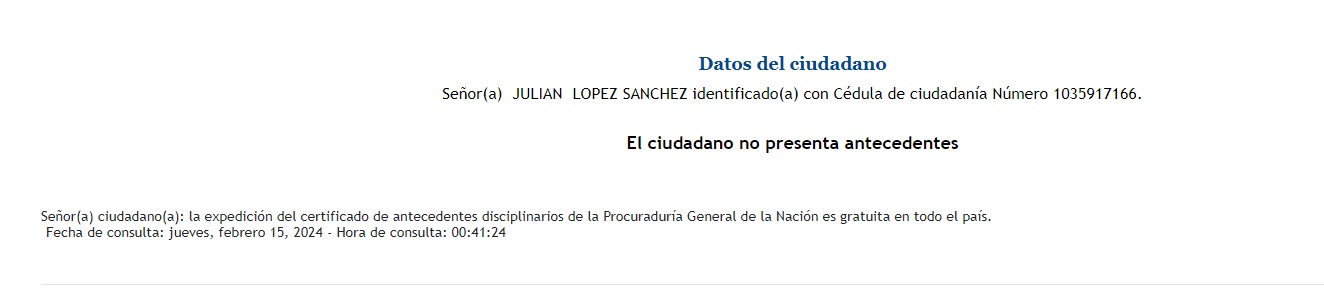 Datos del ciudadano
Señor(a) JULIAN LOPEZ SANCHEZ identificado(a) con Cédula de ciudadanía Número 1035917166.
El ciudadano no presenta antecedentes
Señor(a) ciudadano(a): la expedición del certificado de antecedentes disciplinarios de la Procuraduría General de la Nación es gratuita en todo el país.
Fecha de consulta: jueves, febrero 15, 2024 - Hora de consulta: 00:41:24